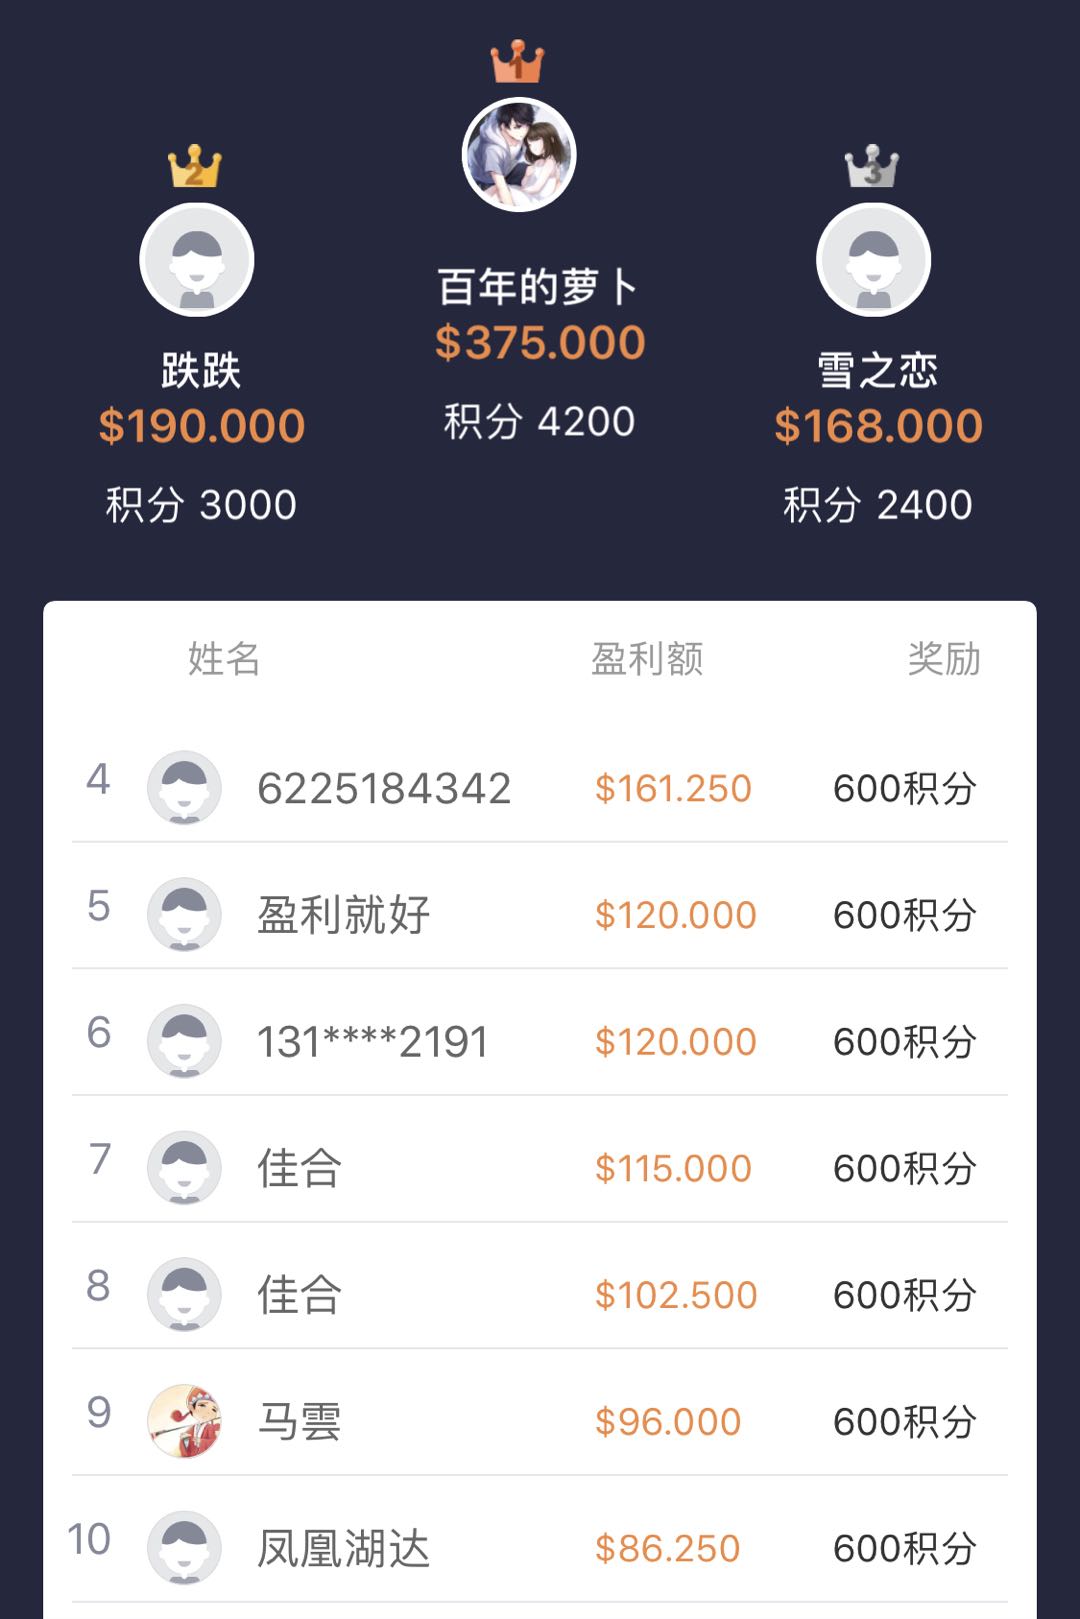 1
百年的萝卜
$375.000
积分 4200
2
跌跌
$190.000
积分 3000
3
雪之恋
$168.000
积分 2400
姓名 盈利额 奖励
4 6225184342 $161.250 600积分
5 盈利就好 $120.000 600积分
6 131****2191 $120.000 600积分
7 佳合 $115.000 600积分
8 佳合 $102.500 600积分
9 马雲 $96.000 600积分
10 凤凰湖达 $86.250 600积分